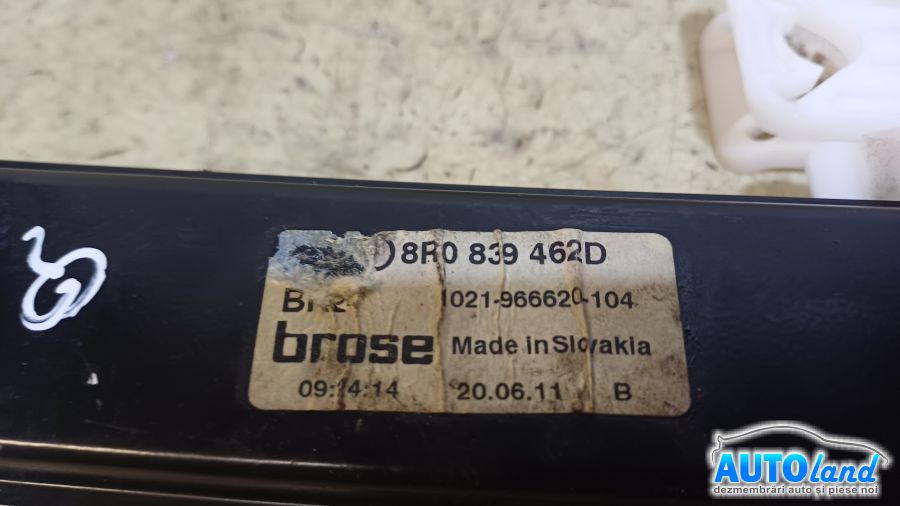 8R0 839 462D
1021-966620-104
brose Made in Slovakia
09:14:14 20.06.11 B
AUTOland
dezmembrări auto și piese noi